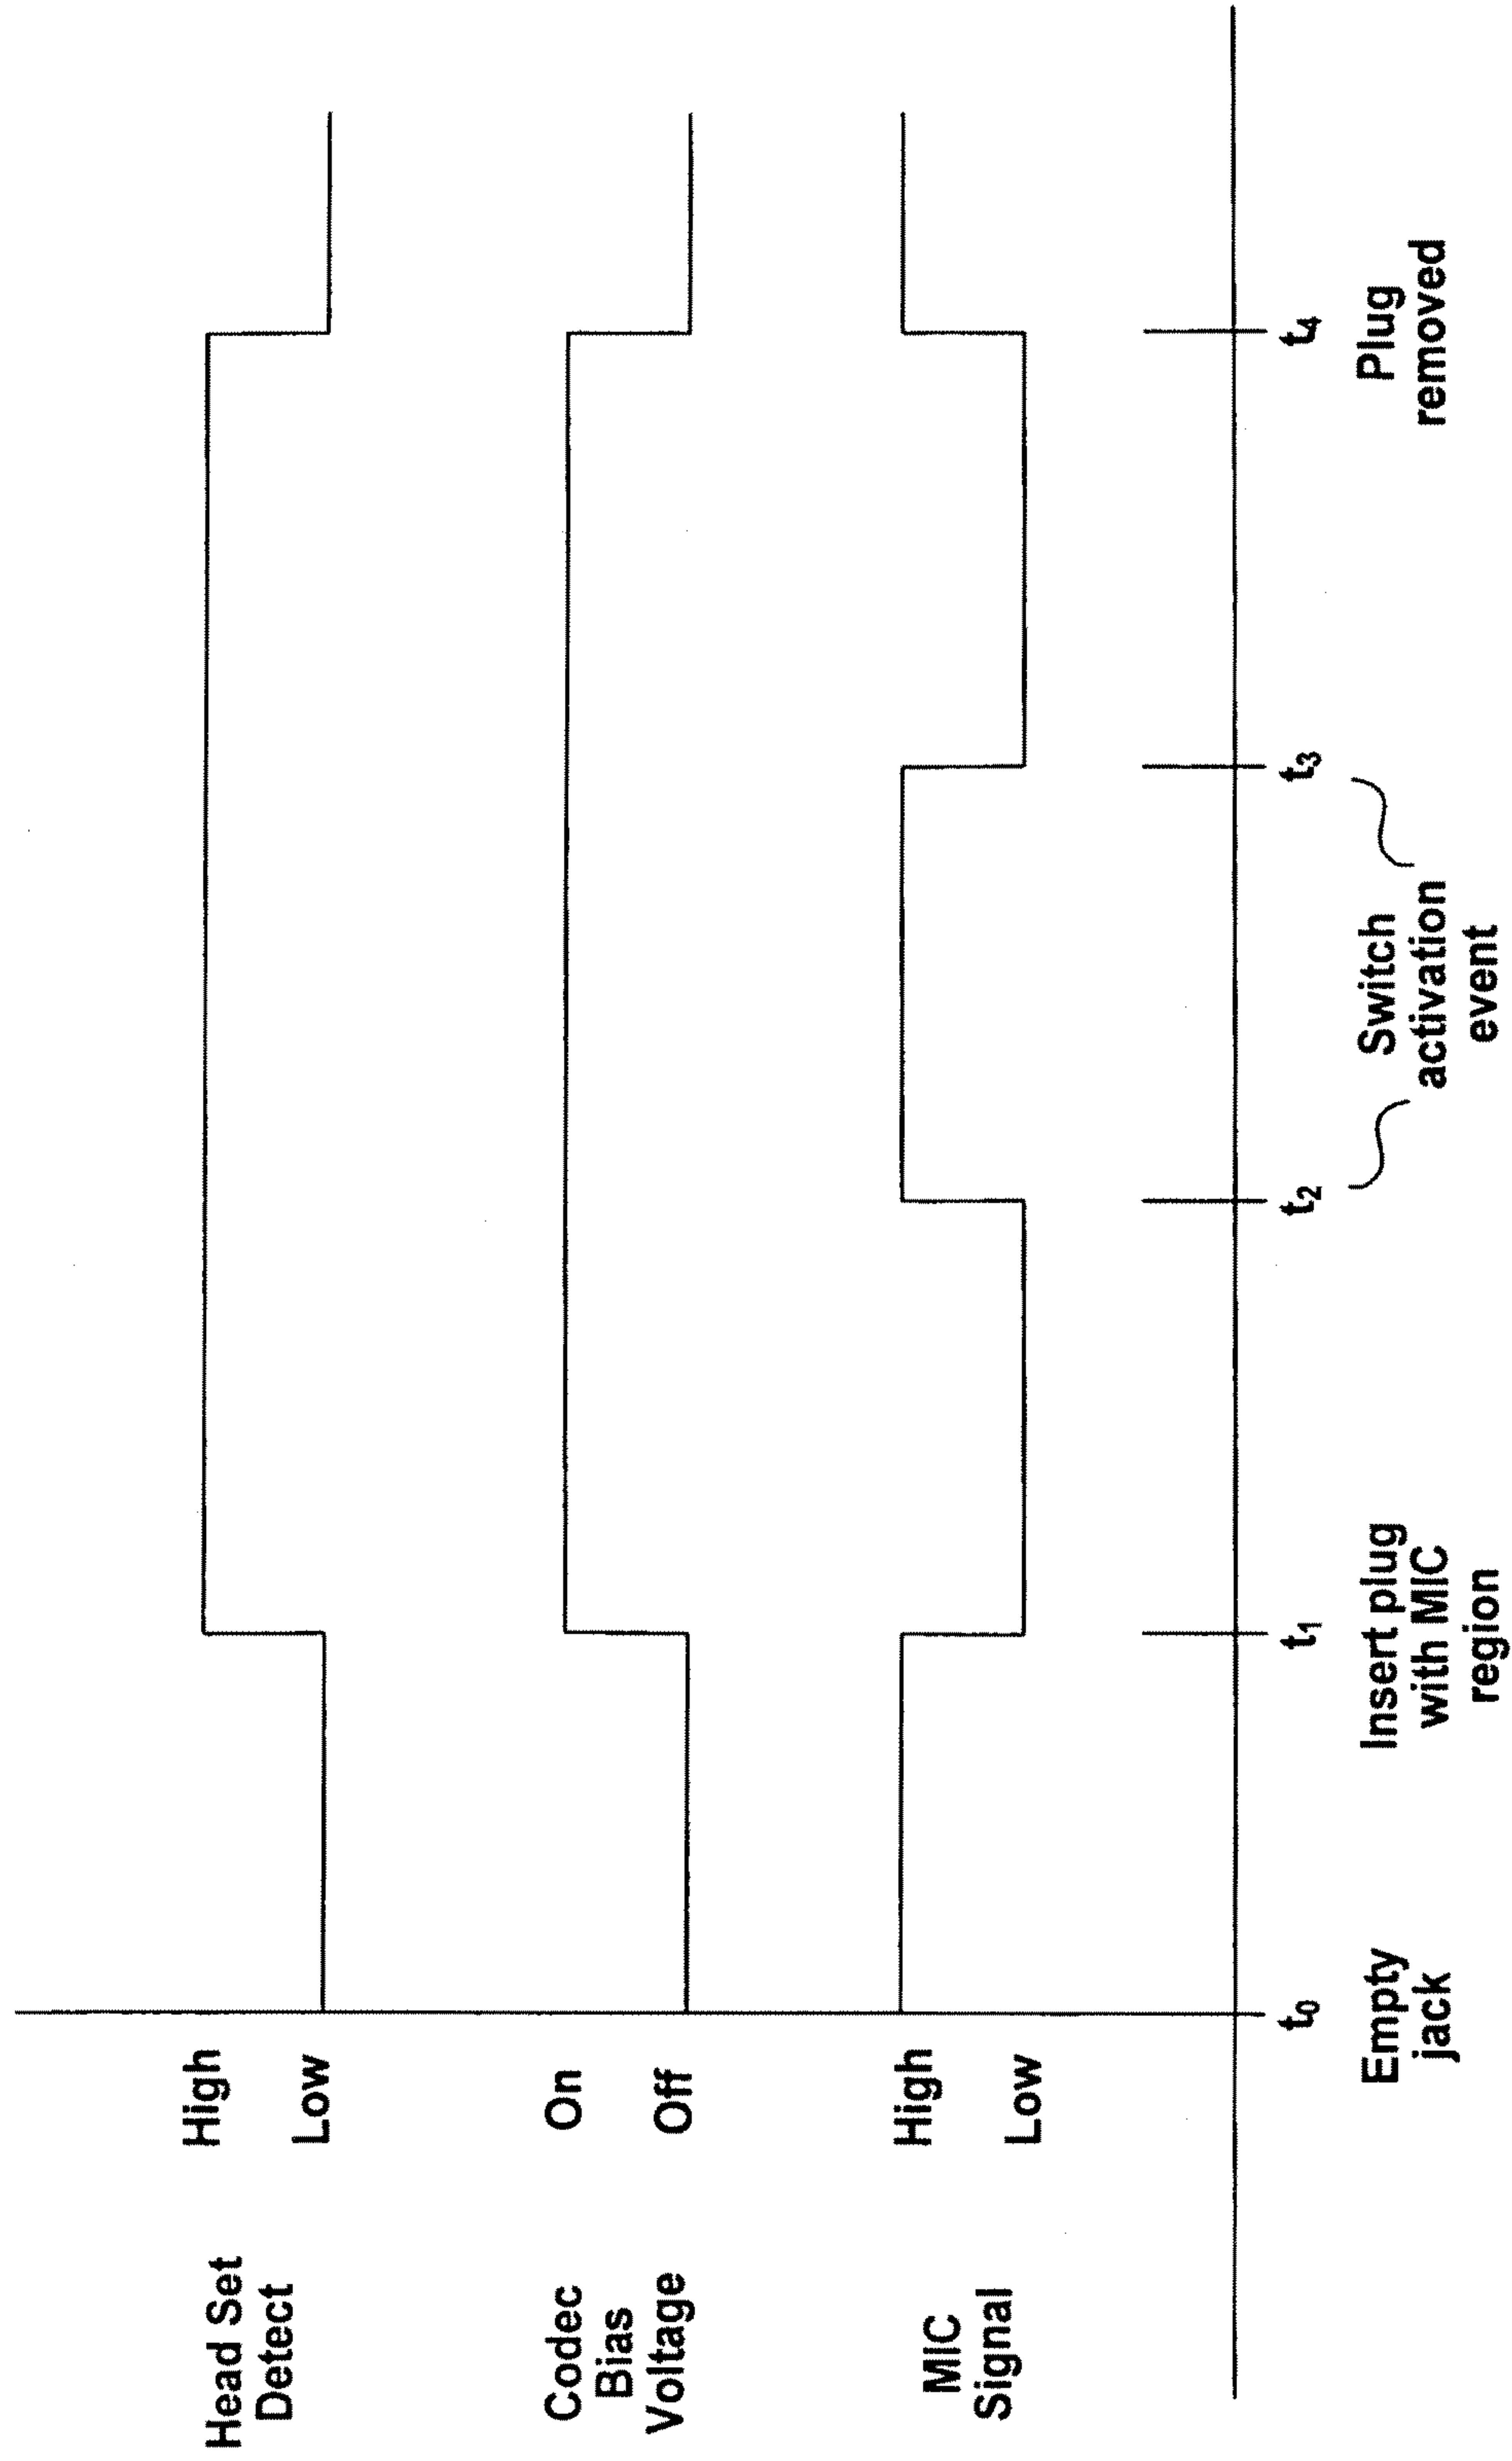 Head Set
Detect
High
Low
Codec
Bias
Voltage
On
Off
MIC
Signal
High
Low
t0
t1
t2
t3
t4
Empty
jack
Insert plug
with MIC
region
Switch
activation
event
Plug
removed